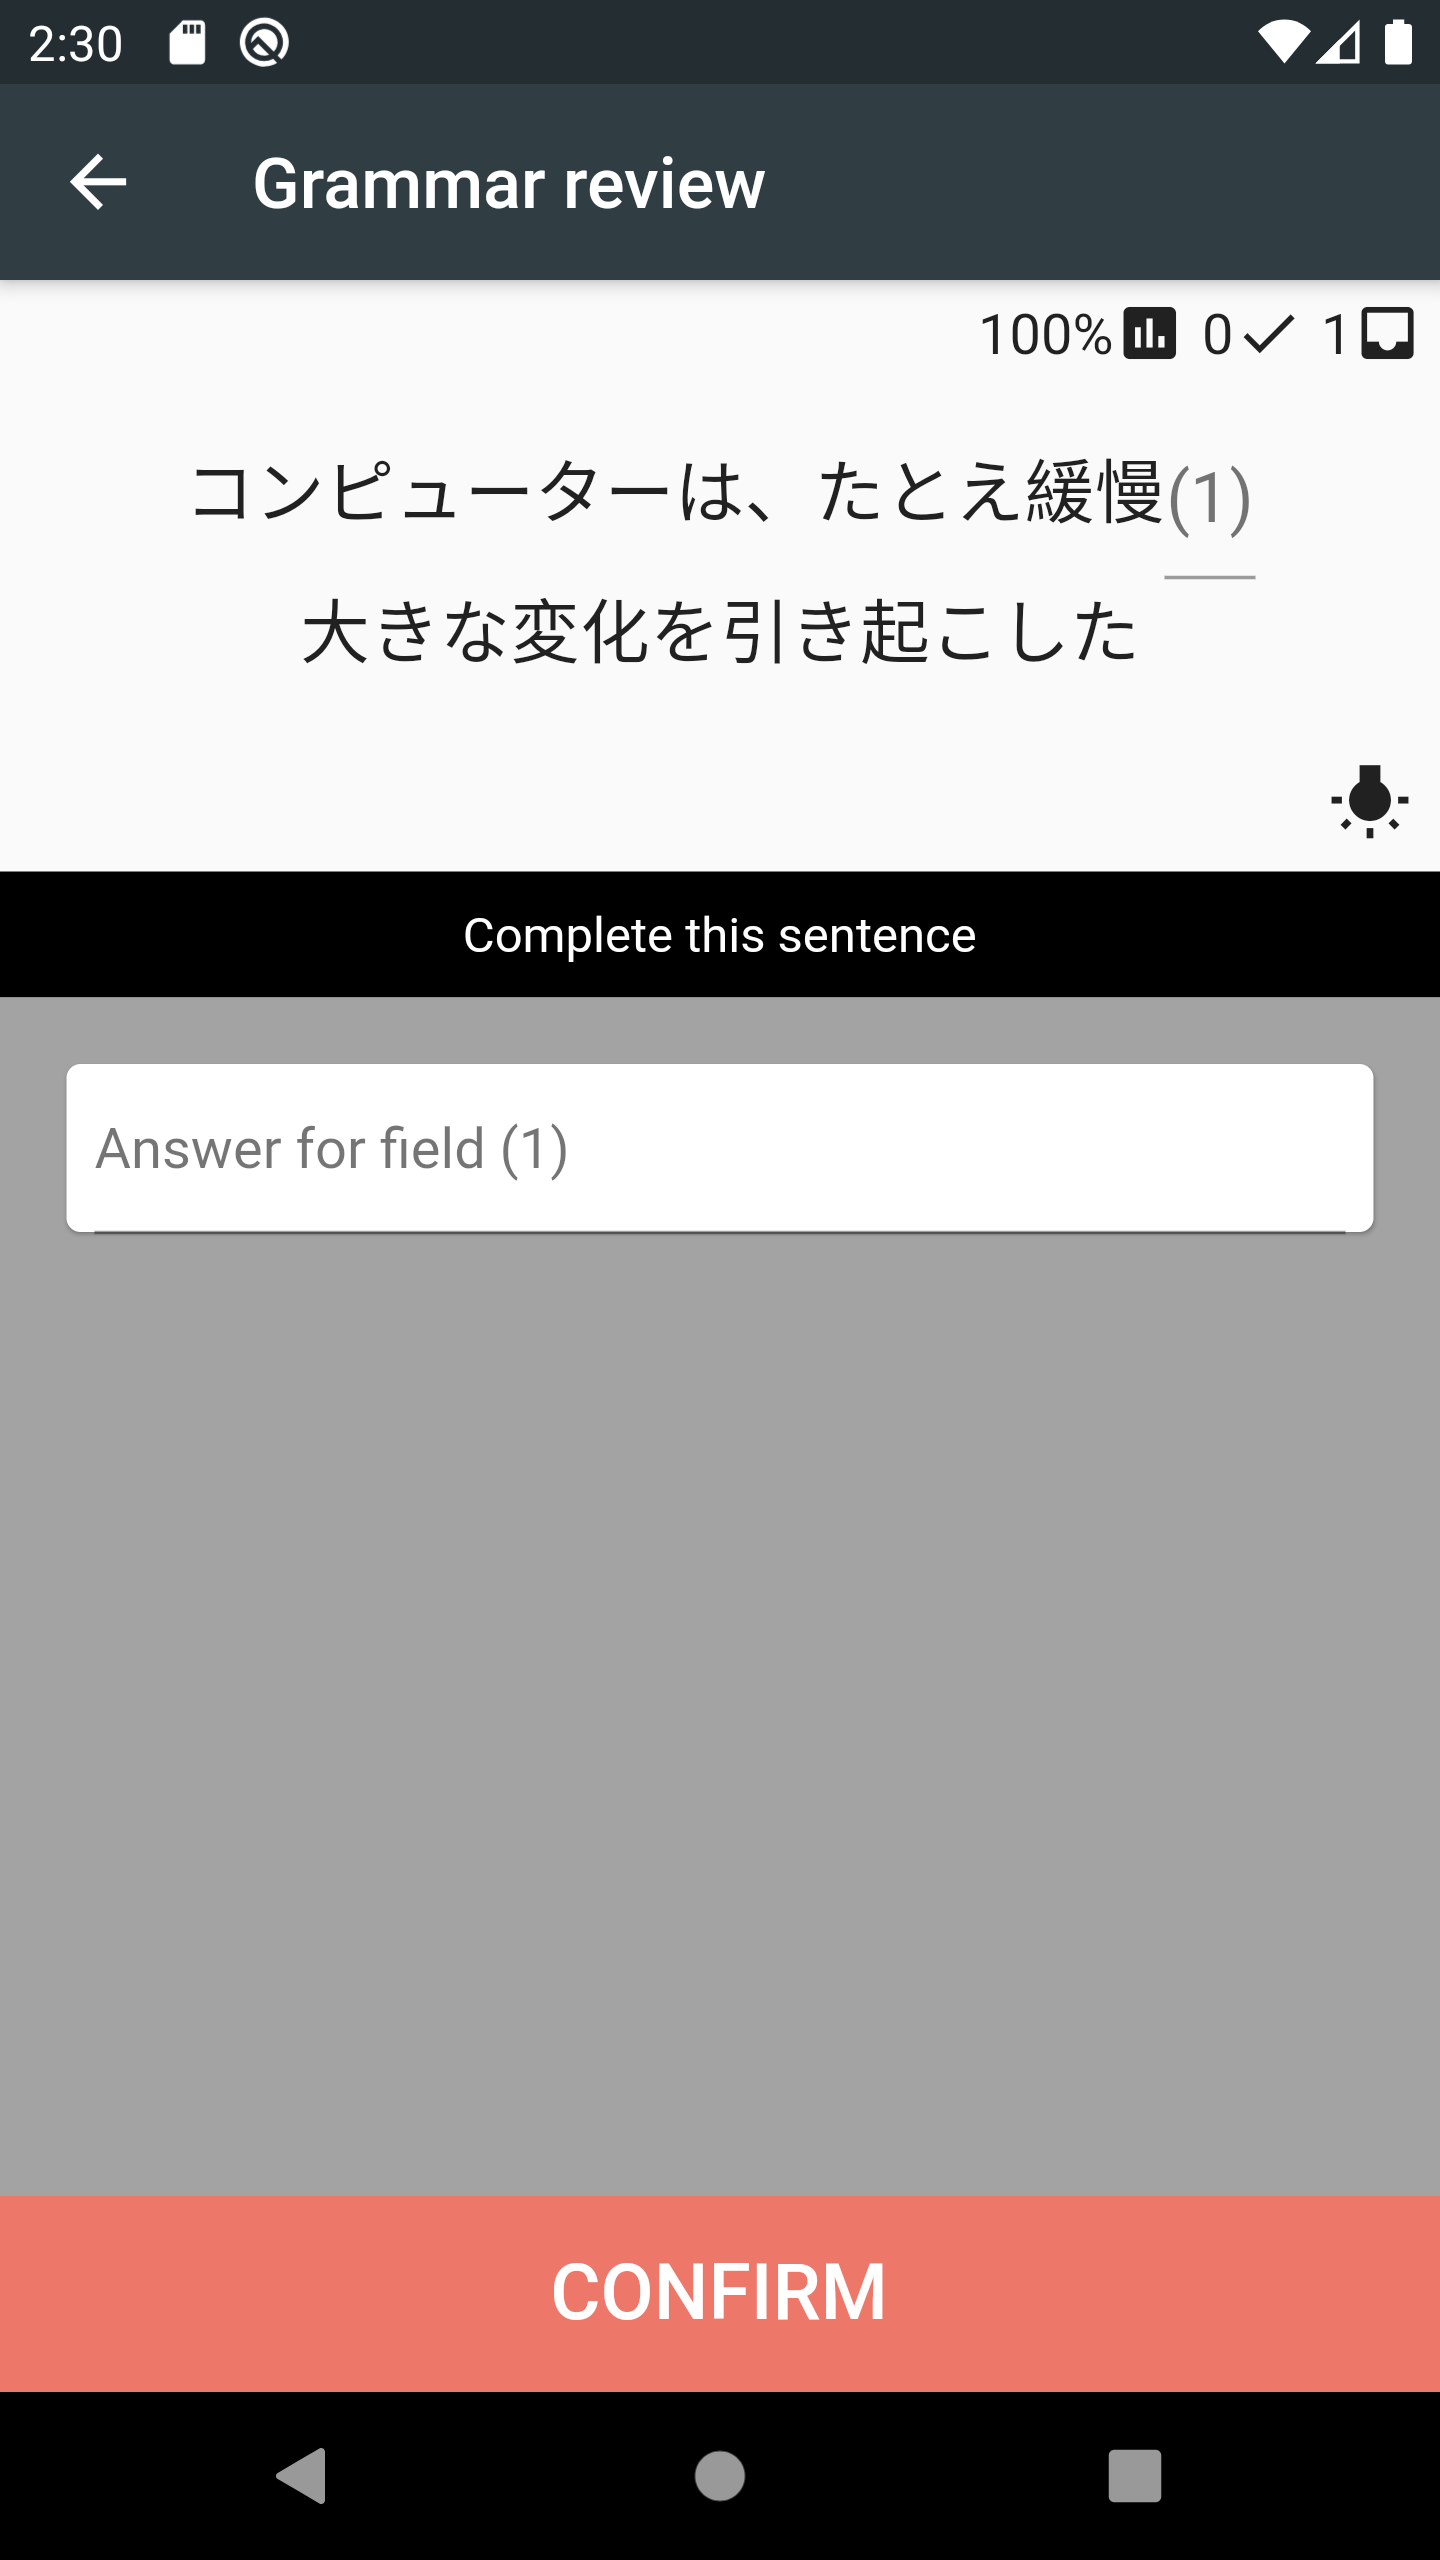 2:30
Grammar review
100% 0 1
コンピューターは、たとえ緩慢(1)
大きな変化を引き起こした
Complete this sentence
Answer for field (1)
CONFIRM